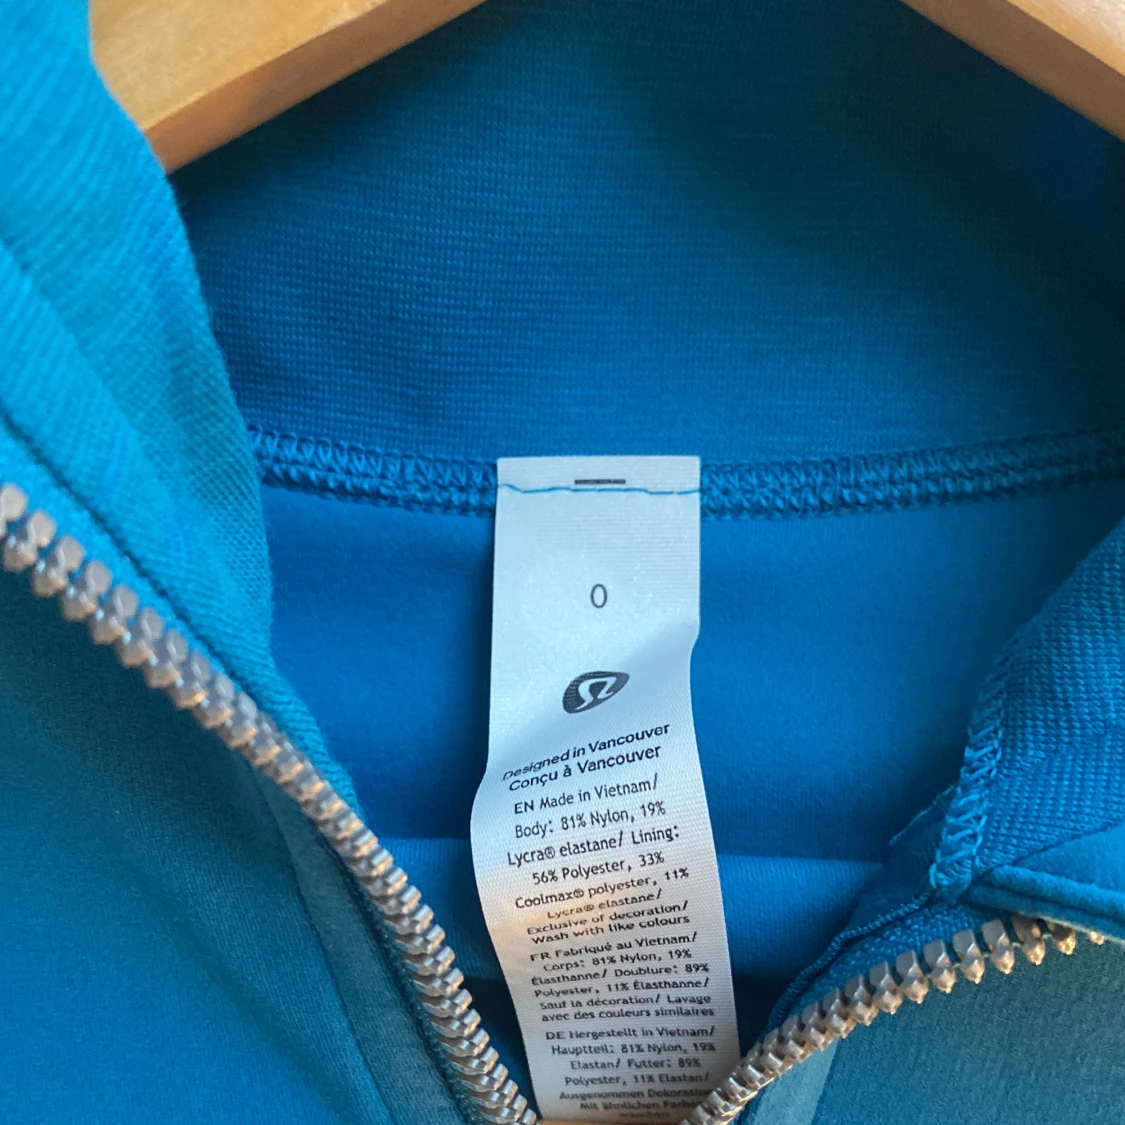 0
Designed in Vancouver
Conçu à Vancouver
EN Made in Vietnam/
Body: 81% Nylon, 19%
Lycra® elastane/ Lining:
56% Polyester, 33%
Coolmax® polyester, 11%
Lycra® elastane/
Exclusive of decoration/
Wash with like colours
FR Fabriqué au Vietnam/
Corps: 81% Nylon, 19%
Élasthanne/ Doublure: 89%
Polyester, 11% Élasthanne/
Sauf la décoration/ Lavage
avec des couleurs similaires
DE Hergestellt in Vietnam/
Hauptteil: 81% Nylon, 19%
Elastan/ Futter: 89%
Polyester, 11% Elastan/
Ausgenommen Dekoration
Mit ähnlichen Farben